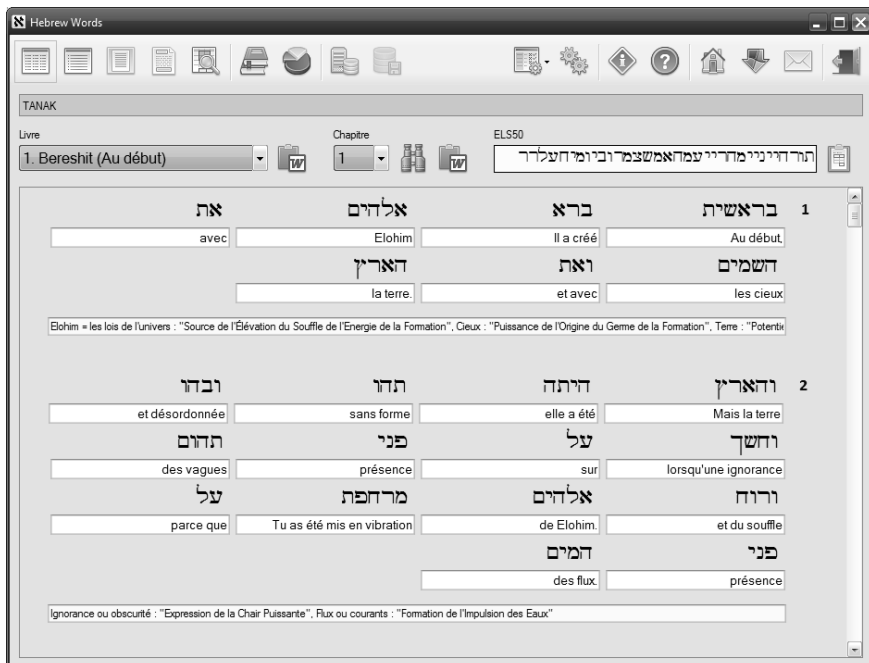 Hebrew Words
TANAK
Livre Chapitre ELS50
1. Bereshit (Au début) 1
1 בראשית ברא אלהים את
Au début, Il a créé Elohim avec
השמים ואת הארץ
les cieux et avec la terre.
Elohim = les lois de l'univers : "Source de l'Élévation du Souffle de l'Energie de la Formation", Cieux : "Puissance de l'Origine du Germe de la Formation", Terre : "Potentie
2 והארץ היתה תהו ובהו
Mais la terre elle a été sans forme et désordonnée
וחשך על פני תהום
lorsqu'une ignorance sur présence des vagues
ורוח אלהים מרחפת על
et du souffle de Elohim. Tu as été mis en vibration parce que
פני המים
présence des flux.
Ignorance ou obscurité : "Expression de la Chair Puissante", Flux ou courants : "Formation de l'Impulsion des Eaux"